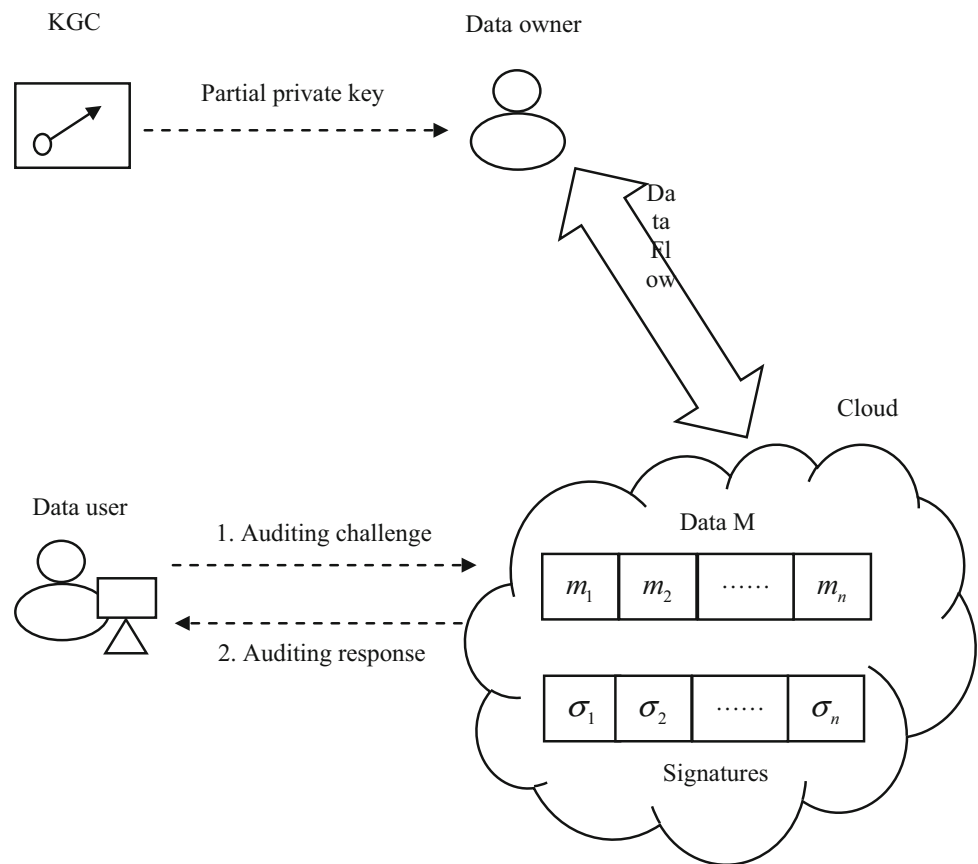 KGC
Data owner
Partial private key
Da
ta
Fl
ow
Cloud
Data user
1. Auditing challenge
2. Auditing response
Data M
m₁ m₂ ...... mₙ
σ₁ σ₂ ...... σₙ
Signatures